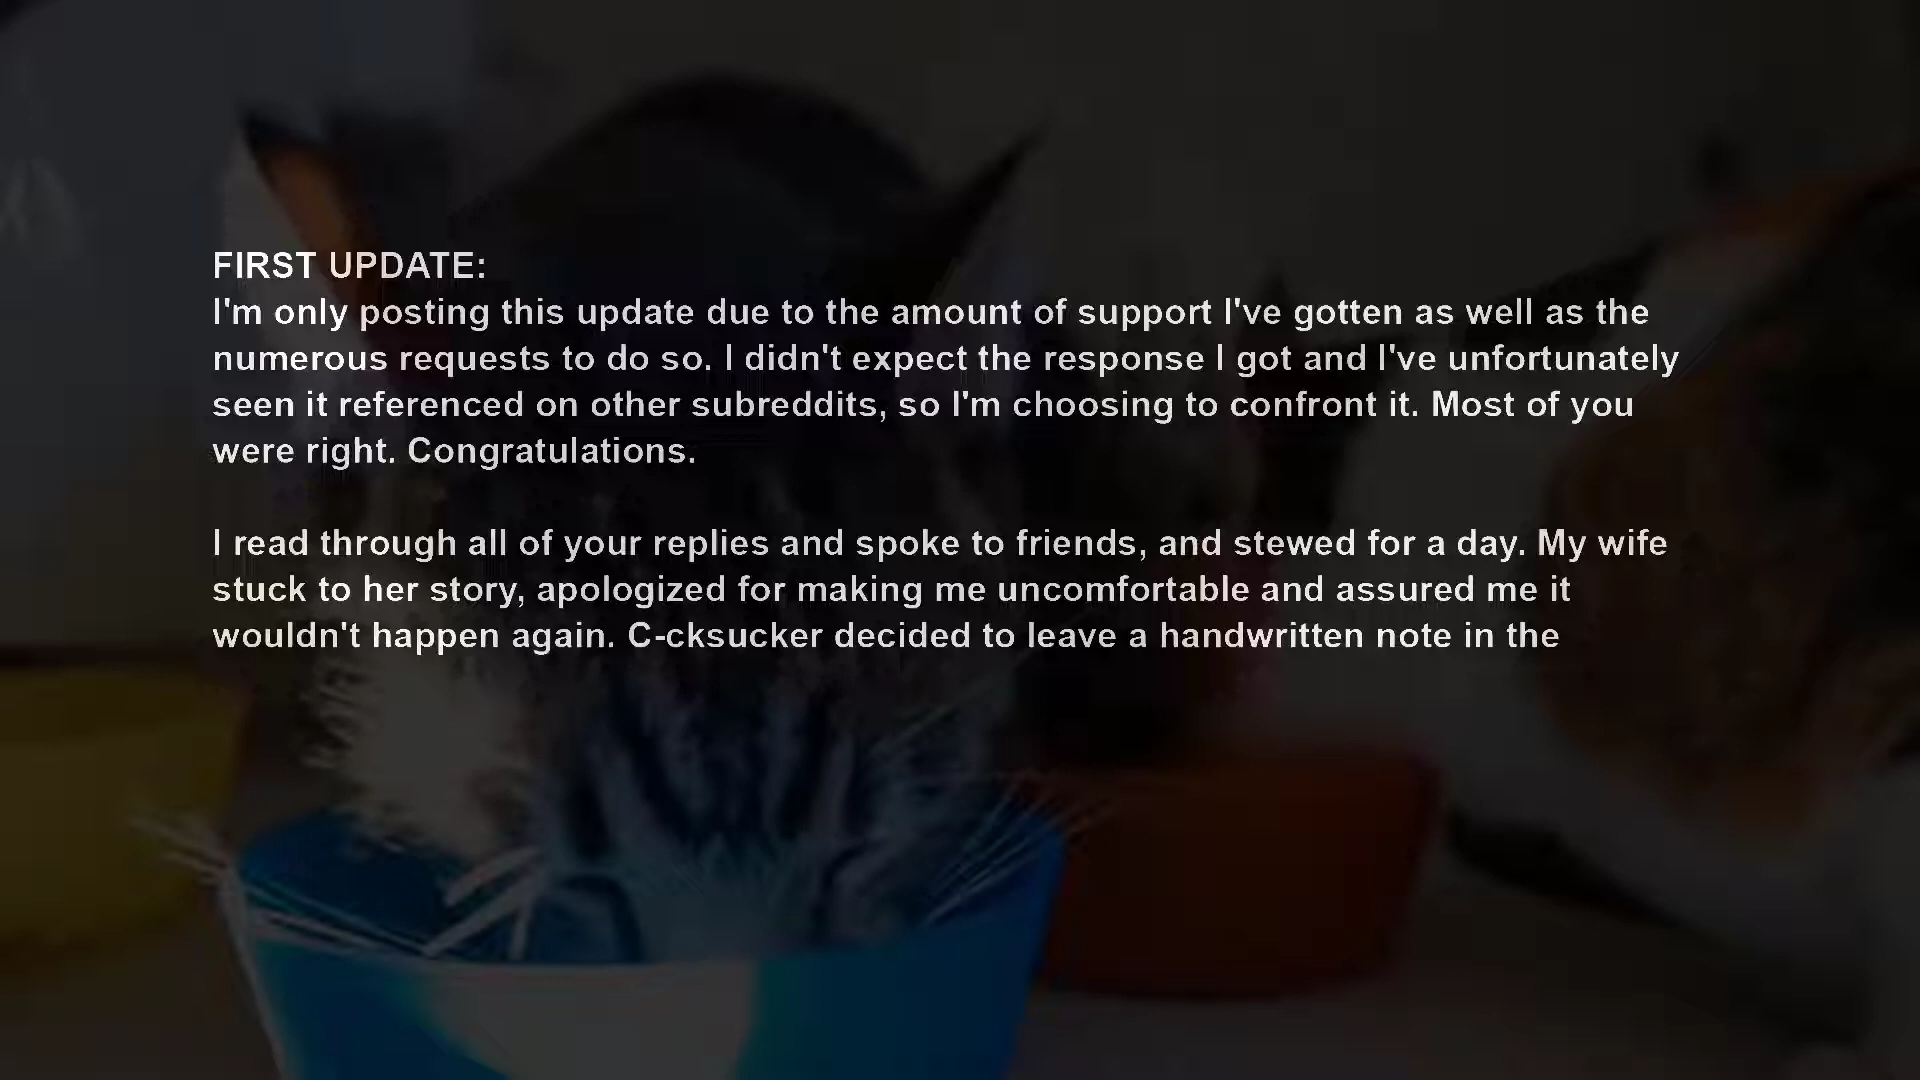 FIRST UPDATE:
I'm only posting this update due to the amount of support I've gotten as well as the
numerous requests to do so. I didn't expect the response I got and I've unfortunately
seen it referenced on other subreddits, so I'm choosing to confront it. Most of you
were right. Congratulations.
I read through all of your replies and spoke to friends, and stewed for a day. My wife
stuck to her story, apologized for making me uncomfortable and assured me it
wouldn't happen again. C-cksucker decided to leave a handwritten note in the